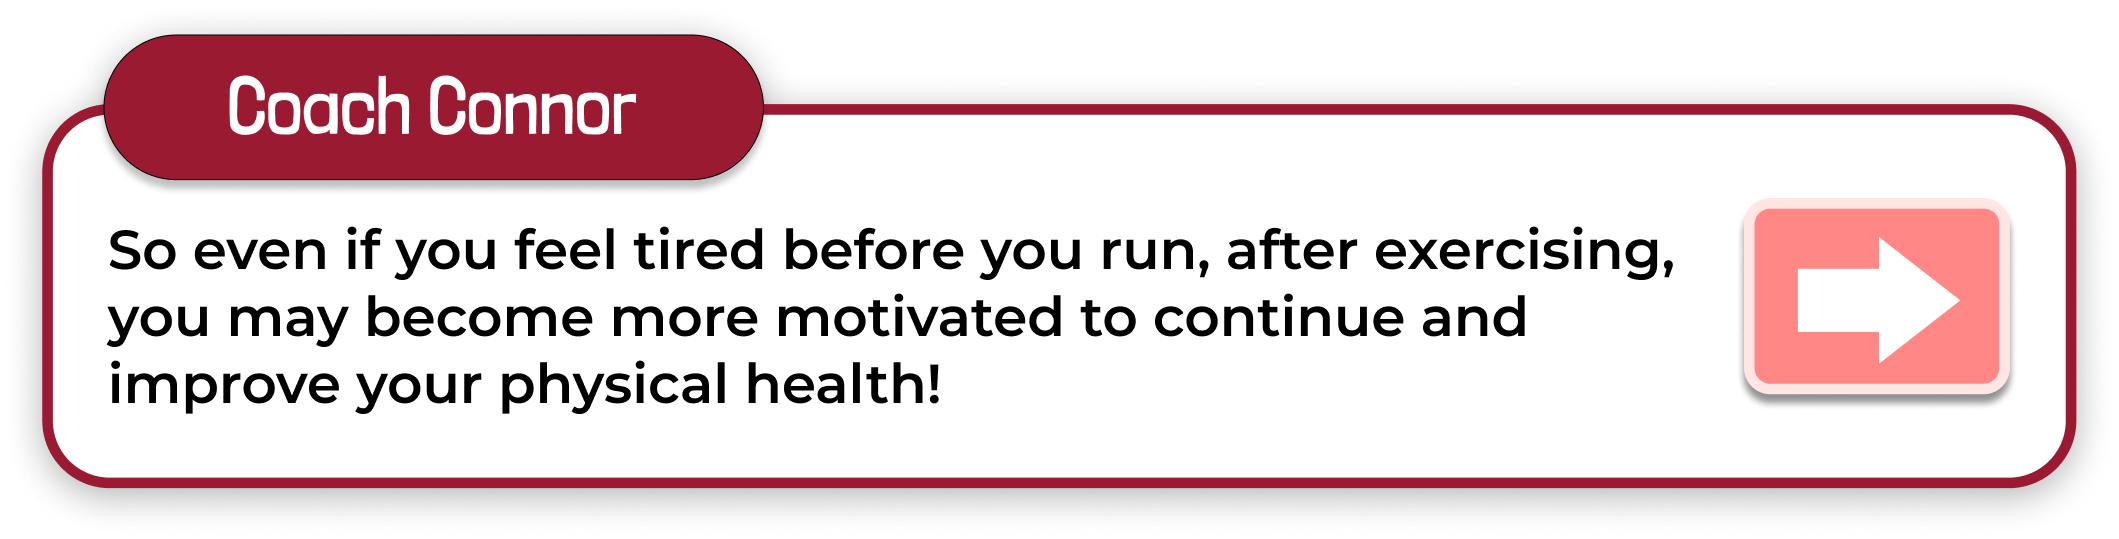 Coach Connor
So even if you feel tired before you run, after exercising,
you may become more motivated to continue and
improve your physical health!